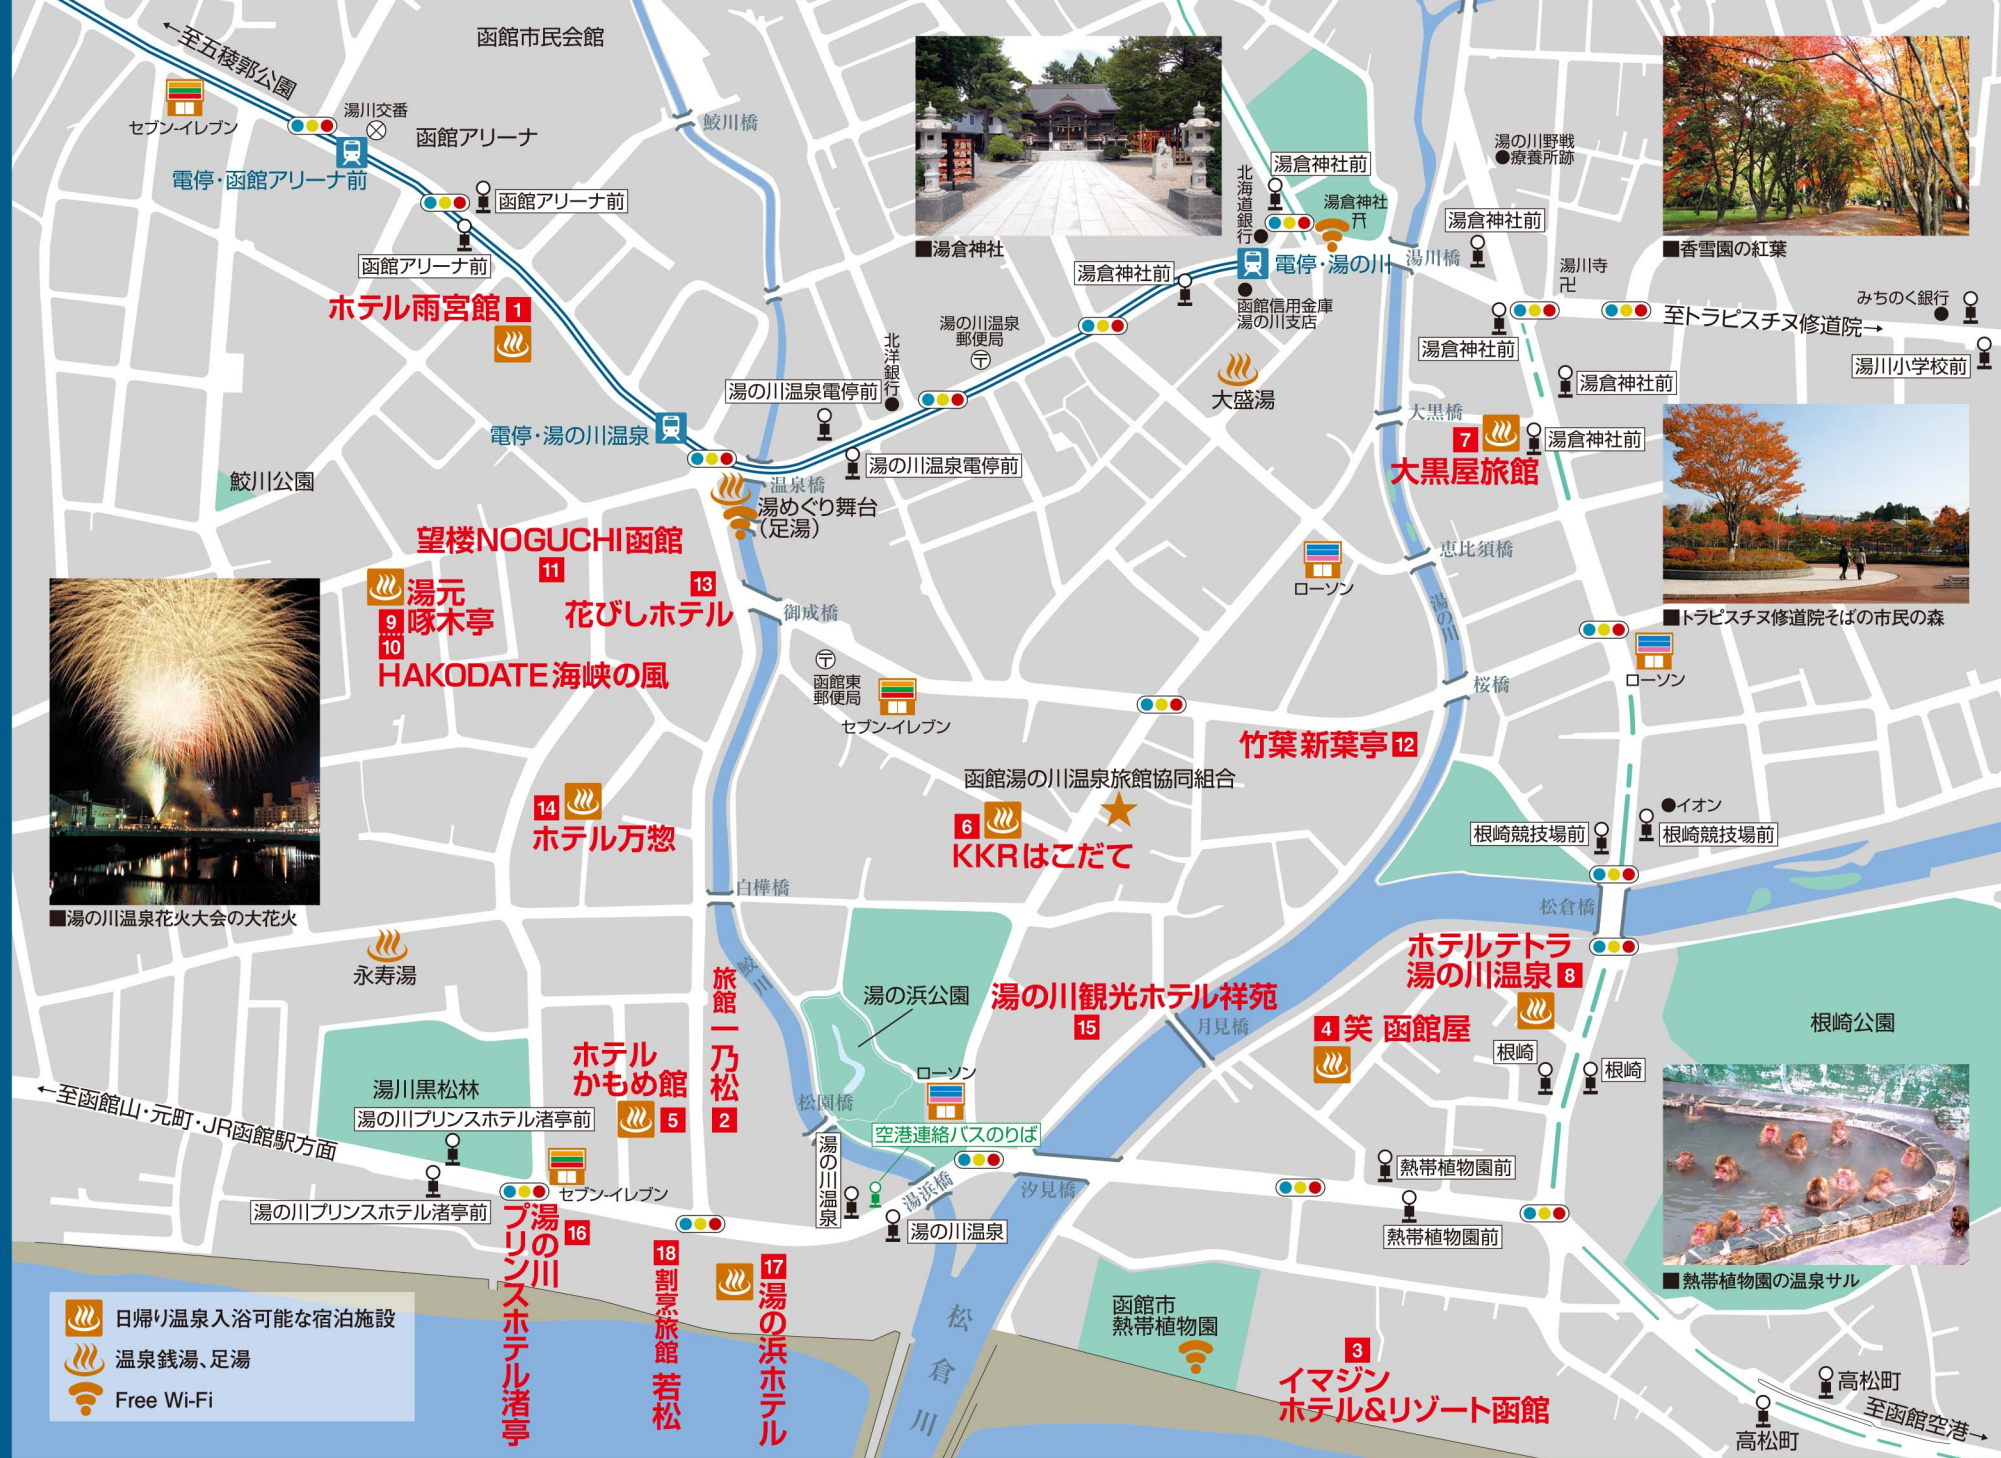 ←至五稜郭公園
函館市民会館
セブン-イレブン
湯川交番
函館アリーナ
電停・函館アリーナ前
函館アリーナ前
函館アリーナ前
ホテル雨宮館 1
鮫川橋
■湯倉神社
湯倉神社前
北海道銀行
湯倉神社
湯倉神社前
電停・湯の川
湯川橋
湯倉神社前
函館信用金庫
湯の川支店
湯の川野戦
療養所跡
■香雪園の紅葉
湯川寺
みちのく銀行
至トラピスチヌ修道院→
湯倉神社前
湯川小学校前
湯倉神社前
湯の川温泉
郵便局
北洋銀行
湯の川温泉電停前
大盛湯
大黒橋
7
湯倉神社前
大黒屋旅館
電停・湯の川温泉
湯の川温泉電停前
鮫川公園
温泉橋
湯めぐり舞台
(足湯)
望楼NOGUCHI函館
11
13
花びしホテル
湯元
啄木亭
9
10
HAKODATE海峡の風
御成橋
恵比須橋
ローソン
湯の川
■トラピスチヌ修道院そばの市民の森
ローソン
桜橋
函館東
郵便局
セブン-イレブン
竹葉新葉亭 12
函館湯の川温泉旅館協同組合
14
ホテル万惣
6
KKRはこだて
イオン
根崎競技場前
根崎競技場前
白樺橋
松倉橋
■湯の川温泉花火大会の大花火
永寿湯
旅館一乃松
2
鮫川
湯の浜公園
湯の川観光ホテル祥苑
15
月見橋
ホテルテトラ
湯の川温泉 8
4 笑 函館屋
根崎
根崎
根崎公園
湯川黒松林
湯の川プリンスホテル渚亭前
ホテル
かもめ館
5
松園橋
ローソン
空港連絡バスのりば
←至函館山・元町・JR函館駅方面
湯の川プリンスホテル渚亭前
セブン-イレブン
湯の川温泉
湯浜橋
湯の川温泉
汐見橋
熱帯植物園前
熱帯植物園前
■熱帯植物園の温泉サル
湯の川
プリンスホテル渚亭
16
18
割烹旅館 若松
17
湯の浜ホテル
松倉川
函館市
熱帯植物園
3
イマジン
ホテル&リゾート函館
高松町
高松町
至函館空港→
日帰り温泉入浴可能な宿泊施設
温泉銭湯、足湯
Free Wi-Fi